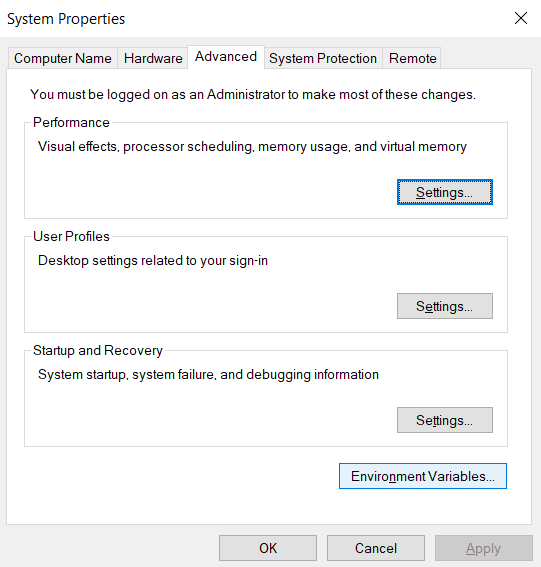 System Properties
Computer Name Hardware Advanced System Protection Remote
You must be logged on as an Administrator to make most of these changes.
Performance
Visual effects, processor scheduling, memory usage, and virtual memory
Settings...
User Profiles
Desktop settings related to your sign-in
Settings...
Startup and Recovery
System startup, system failure, and debugging information
Settings...
Environment Variables...
OK Cancel Apply